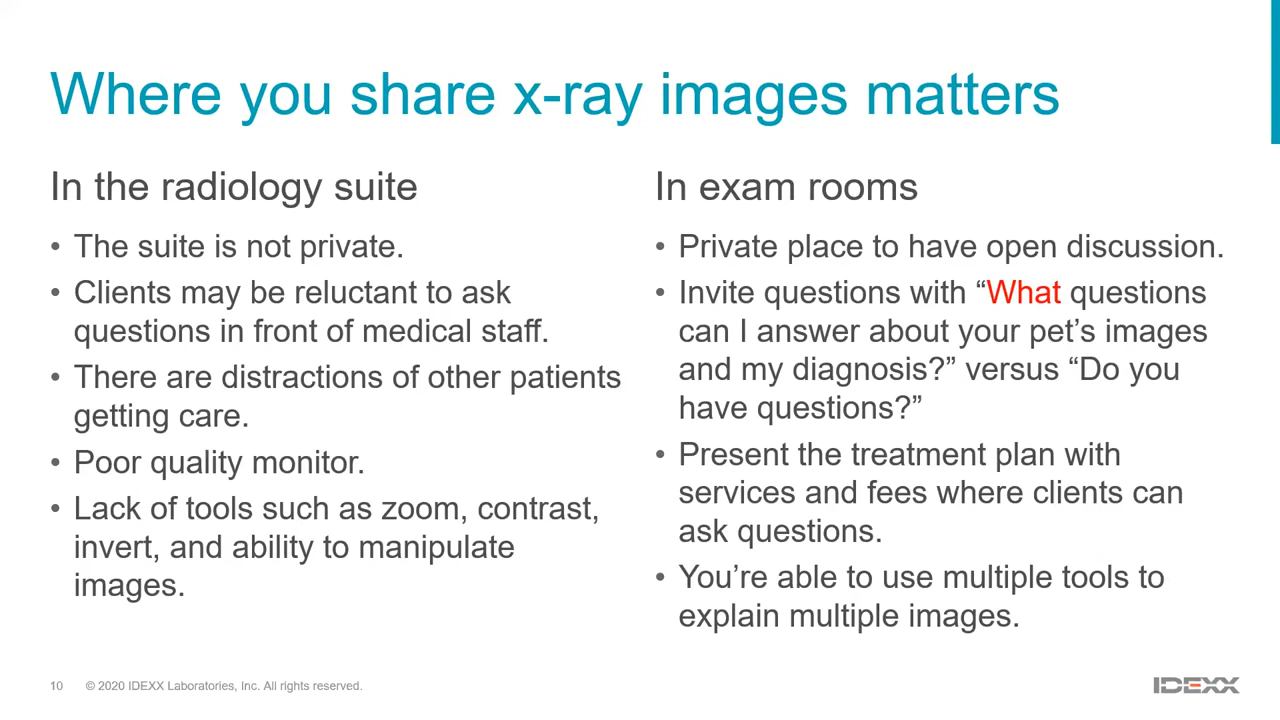 Where you share x-ray images matters
In the radiology suite
• The suite is not private.
• Clients may be reluctant to ask
questions in front of medical staff.
• There are distractions of other patients
getting care.
• Poor quality monitor.
• Lack of tools such as zoom, contrast,
invert, and ability to manipulate
images.
In exam rooms
• Private place to have open discussion.
• Invite questions with “What questions
can I answer about your pet’s images
and my diagnosis?” versus “Do you
have questions?”
• Present the treatment plan with
services and fees where clients can
ask questions.
• You’re able to use multiple tools to
explain multiple images.
10 © 2020 IDEXX Laboratories, Inc. All rights reserved.
IDEXX